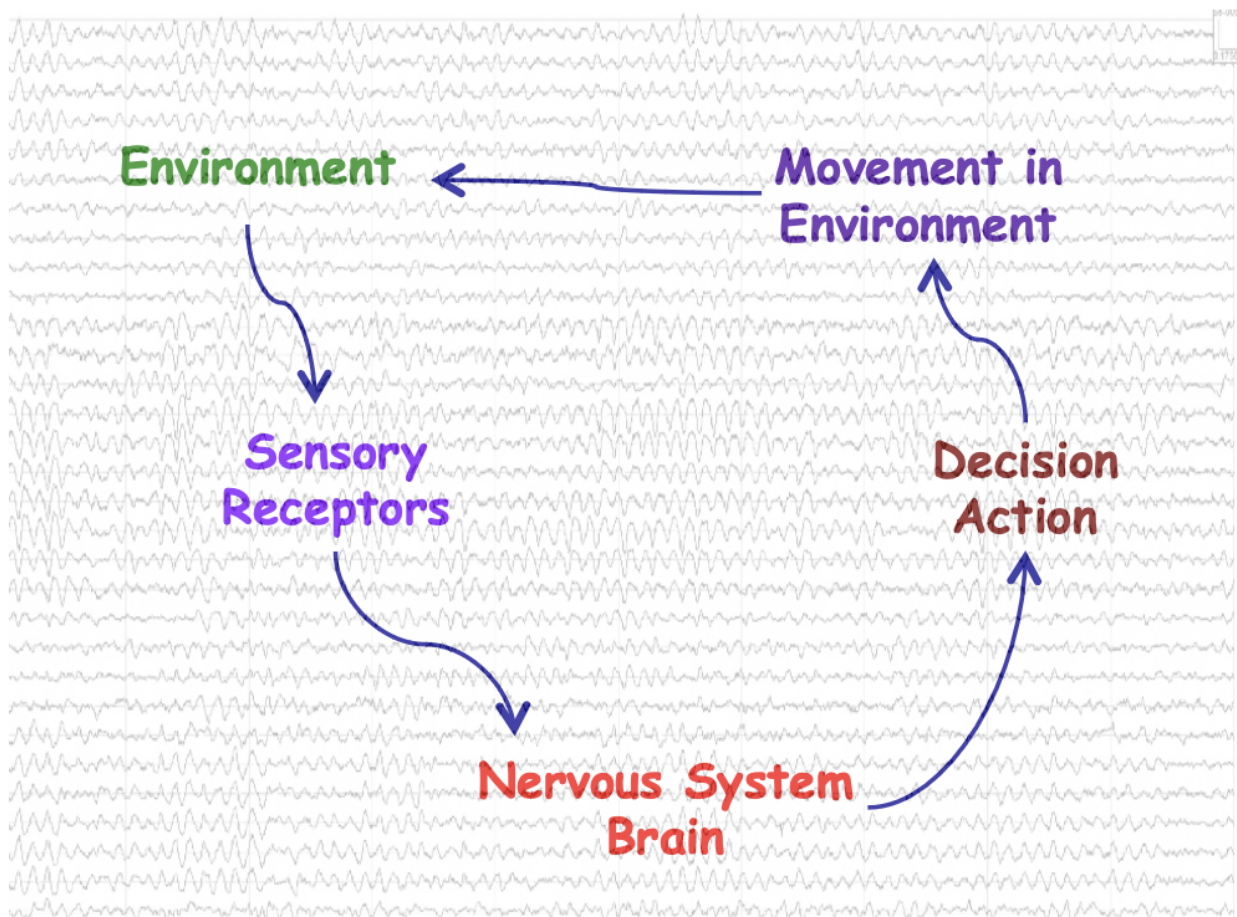 Environment
Movement in
Environment
Sensory
Receptors
Decision
Action
Nervous System
Brain